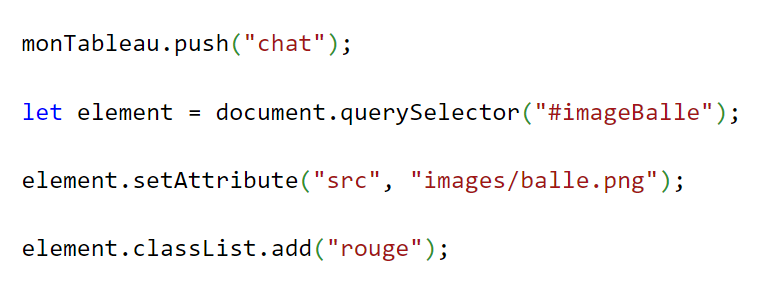 monTableau.push("chat");
let element = document.querySelector("#imageBalle");
element.setAttribute("src", "images/balle.png");
element.classList.add("rouge");